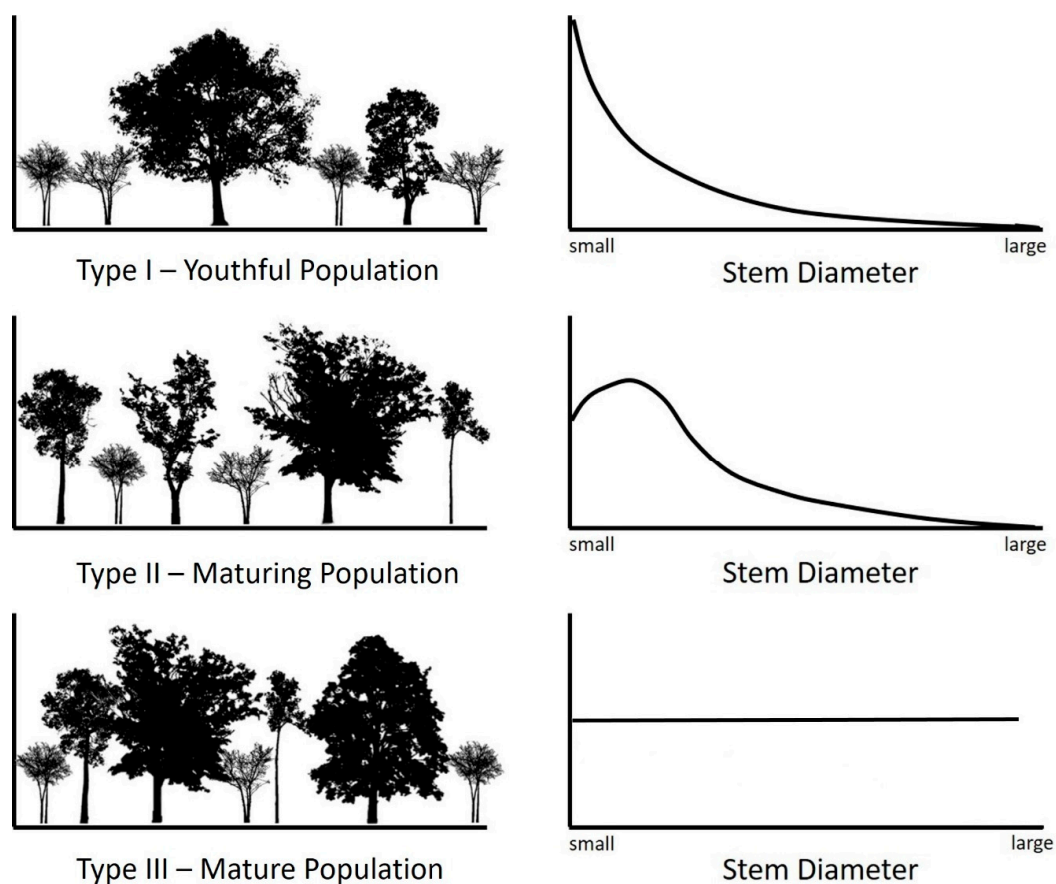 small
large
Type I – Youthful Population
Stem Diameter
small
large
Type II – Maturing Population
Stem Diameter
small
large
Type III – Mature Population
Stem Diameter